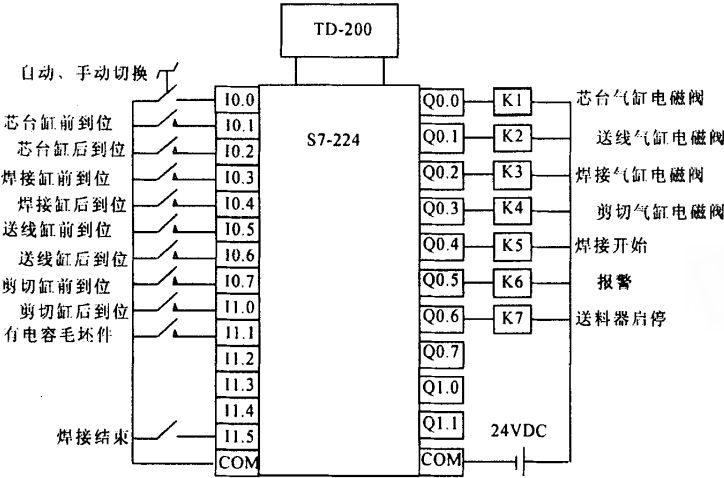 TD-200
S7-224
自动、手动切换
I0.0
芯台缸前到位
I0.1
芯台缸后到位
I0.2
焊接缸前到位
I0.3
焊接缸后到位
I0.4
送线缸前到位
I0.5
送线缸后到位
I0.6
剪切缸前到位
I0.7
剪切缸后到位
I1.0
有电容毛坯件
I1.1
I1.2
I1.3
I1.4
焊接结束
I1.5
COM
Q0.0 K1 芯台气缸电磁阀
Q0.1 K2 送线气缸电磁阀
Q0.2 K3 焊接气缸电磁阀
Q0.3 K4 剪切气缸电磁阀
Q0.4 K5 焊接开始
Q0.5 K6 报警
Q0.6 K7 送料器启停
Q0.7
Q1.0
Q1.1
24VDC
COM